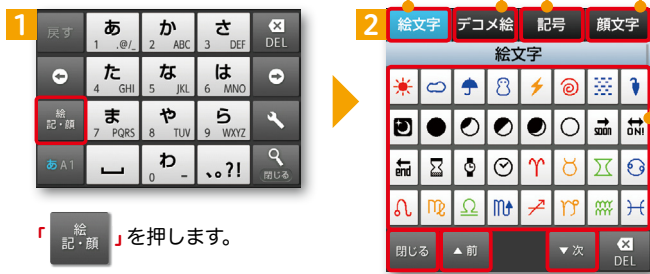 1
戻す
あ
1 .@/_
か
2 ABC
さ
3 DEF
DEL
た
4 GHI
な
5 JKL
は
6 MNO
絵
記・顔
ま
7 PQRS
や
8 TUV
ら
9 WXYZ
あA1
わ
0 -
、。?!
閉じる
「絵
記・顔」を押します。
2
絵文字 デコメ絵 記号 顔文字
絵文字
SOON
ON!
end
閉じる ▲前 ▼次 DEL